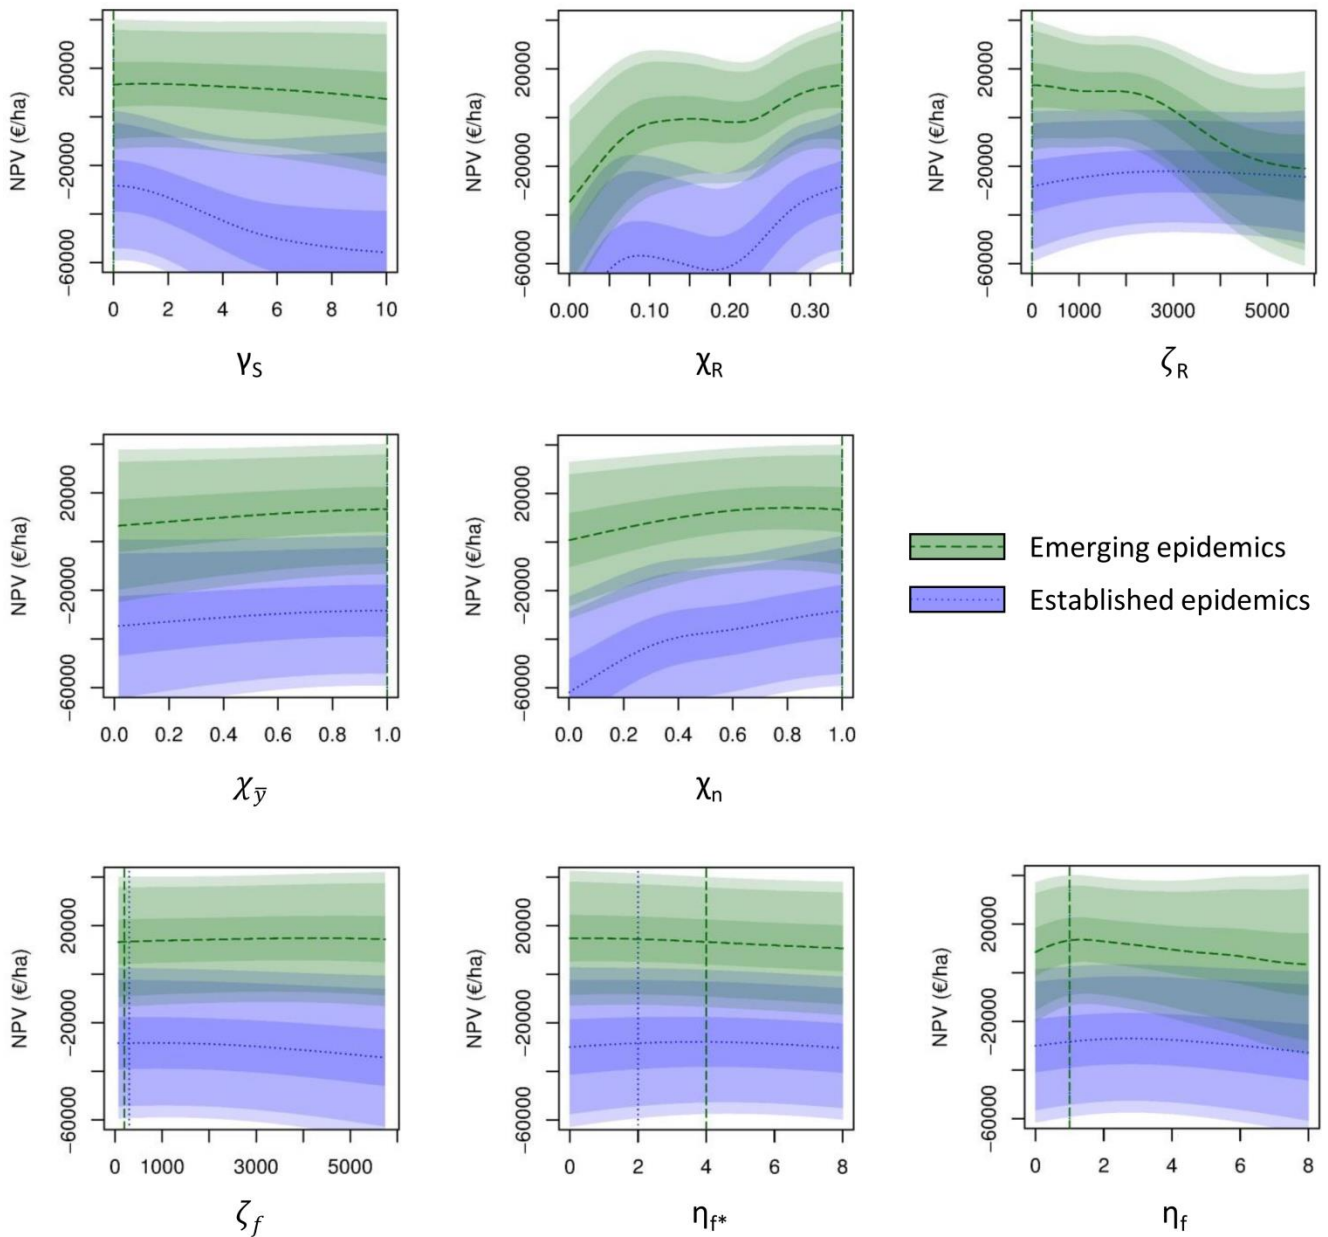 NPV (€/ha)
20000
−20000
−60000
0 2 4 6 8 10
γS
NPV (€/ha)
20000
−20000
−60000
0.00 0.10 0.20 0.30
χR
NPV (€/ha)
20000
−20000
−60000
0 1000 3000 5000
ζR
NPV (€/ha)
20000
−20000
−60000
0.0 0.2 0.4 0.6 0.8 1.0
χȳ
NPV (€/ha)
20000
−20000
−60000
0.0 0.2 0.4 0.6 0.8 1.0
χn
Emerging epidemics
Established epidemics
NPV (€/ha)
20000
−20000
−60000
0 1000 3000 5000
ζf
NPV (€/ha)
20000
−20000
−60000
0 2 4 6 8
ηf*
NPV (€/ha)
20000
−20000
−60000
0 2 4 6 8
ηf